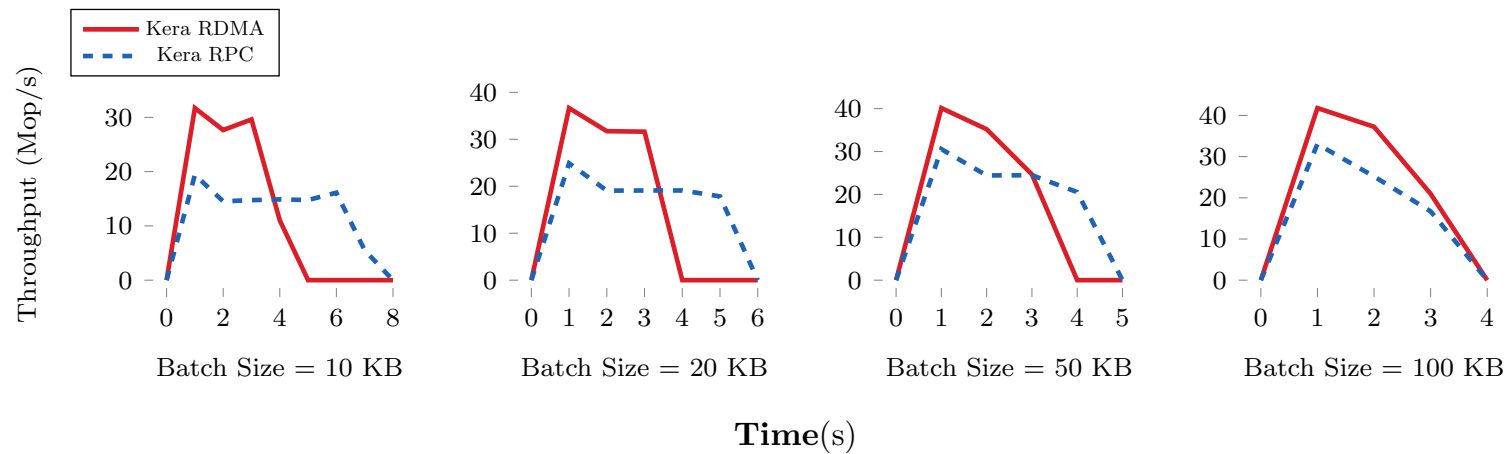 Kera RDMA
Kera RPC
Throughput (Mop/s)
30
20
10
0
0 2 4 6 8
Batch Size = 10 KB
40
30
20
10
0
0 1 2 3 4 5 6
Batch Size = 20 KB
40
30
20
10
0
0 1 2 3 4 5
Batch Size = 50 KB
40
30
20
10
0
0 1 2 3 4
Batch Size = 100 KB
Time(s)